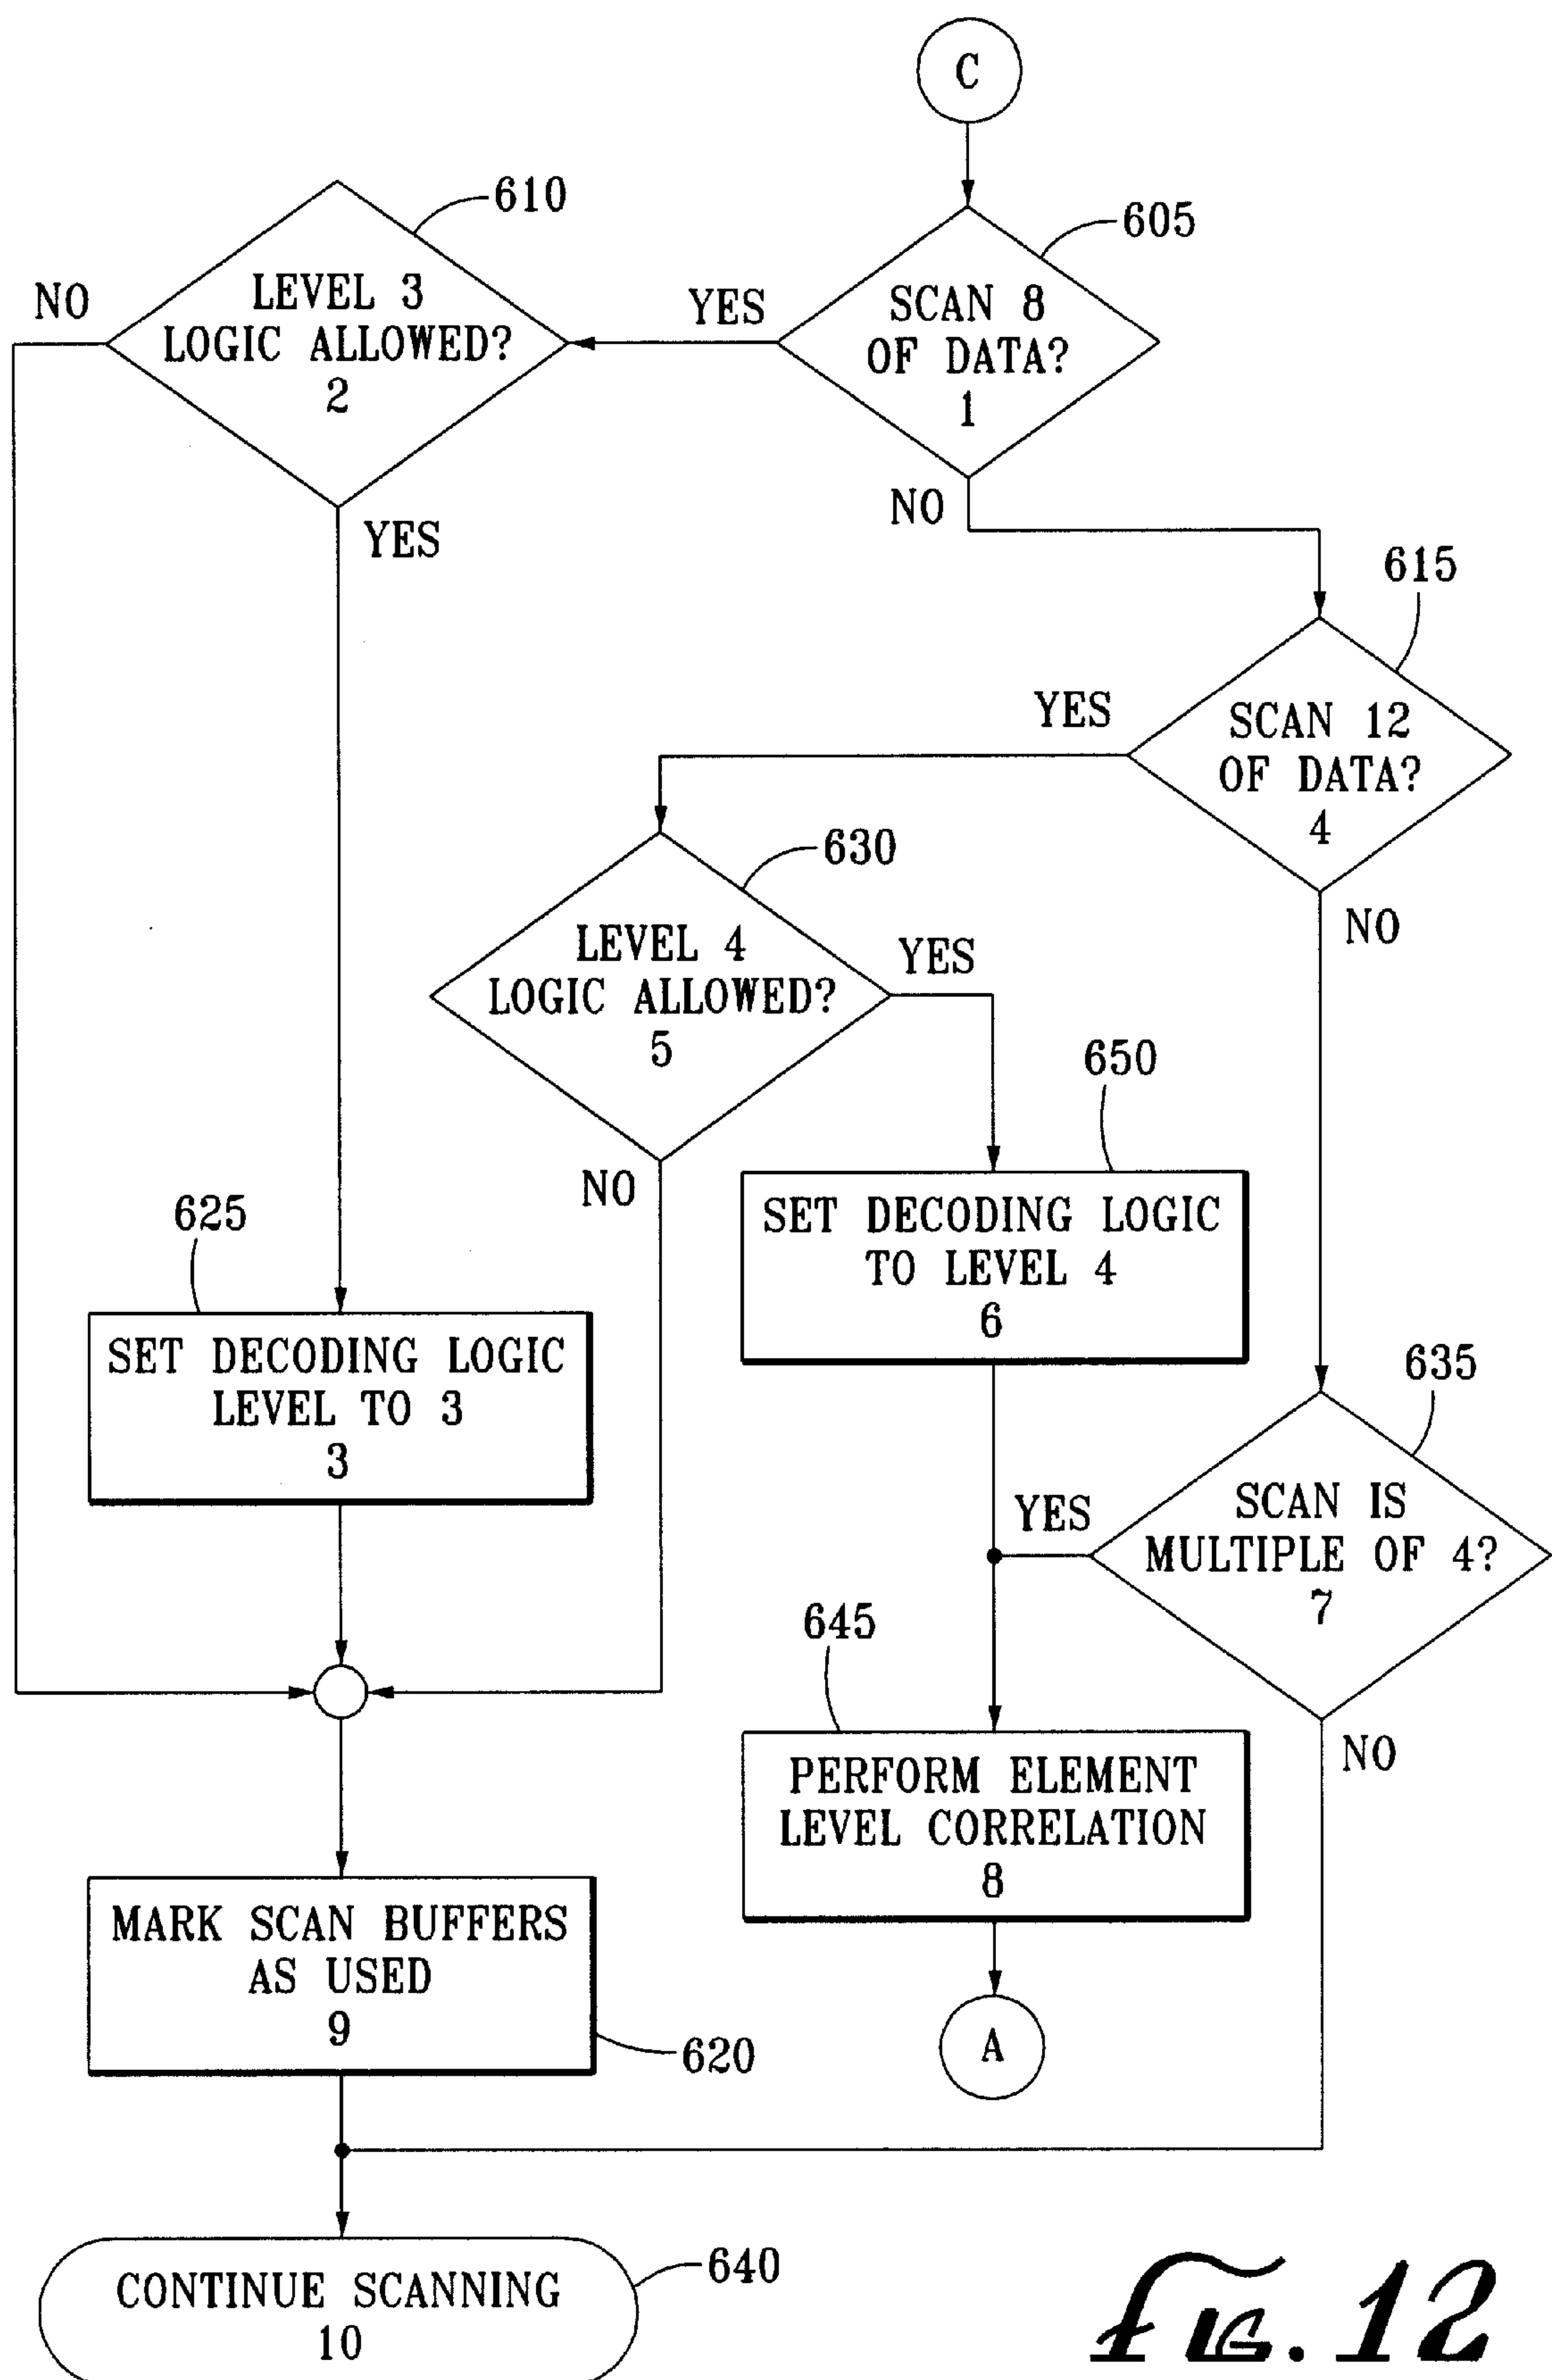 C
610
605
LEVEL 3
LOGIC ALLOWED?
2
NO
YES
SCAN 8
OF DATA?
1
YES
NO
615
YES
SCAN 12
OF DATA?
4
630
NO
LEVEL 4
LOGIC ALLOWED?
5
YES
650
NO
625
SET DECODING LOGIC
TO LEVEL 4
6
SET DECODING LOGIC
LEVEL TO 3
3
635
YES
SCAN IS
MULTIPLE OF 4?
7
645
NO
PERFORM ELEMENT
LEVEL CORRELATION
8
MARK SCAN BUFFERS
AS USED
9
620
A
640
CONTINUE SCANNING
10
FIG. 12